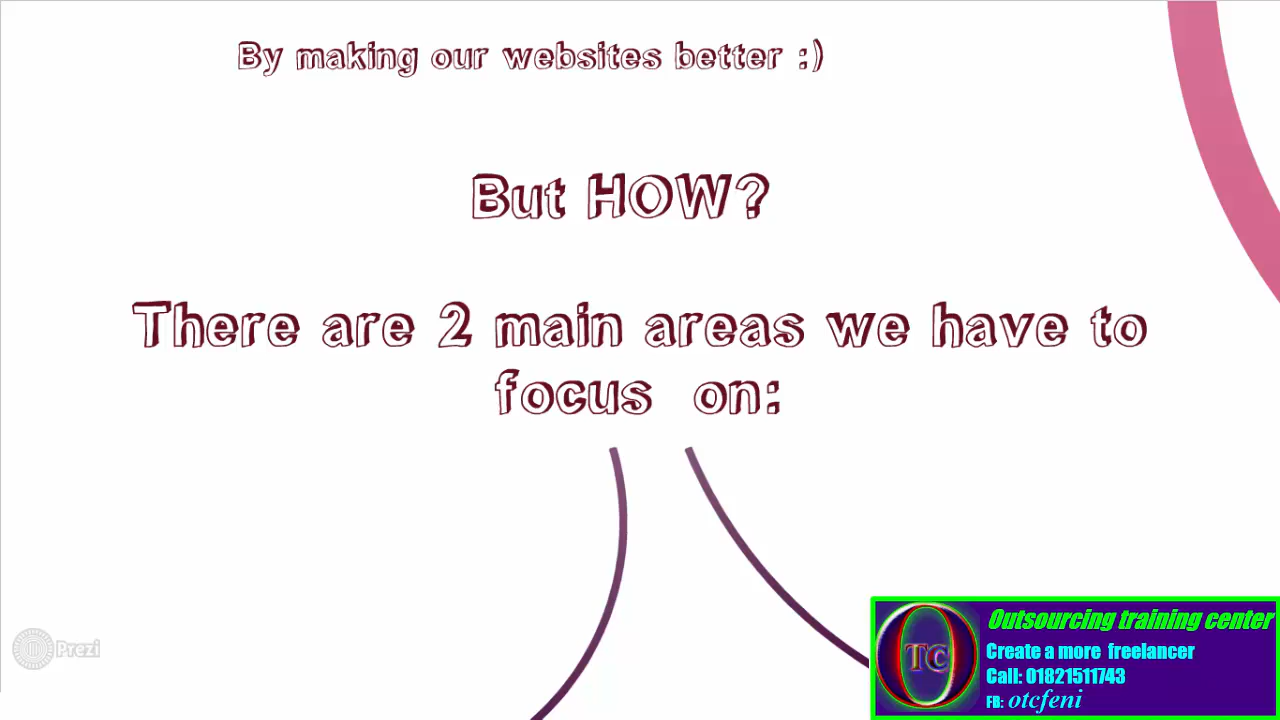 By making our websites better :)
But HOW?
There are 2 main areas we have to
focus on:
Prezi
TC
Outsourcing training center
Create a more freelancer
Call: 01821511743
FB: otcfeni